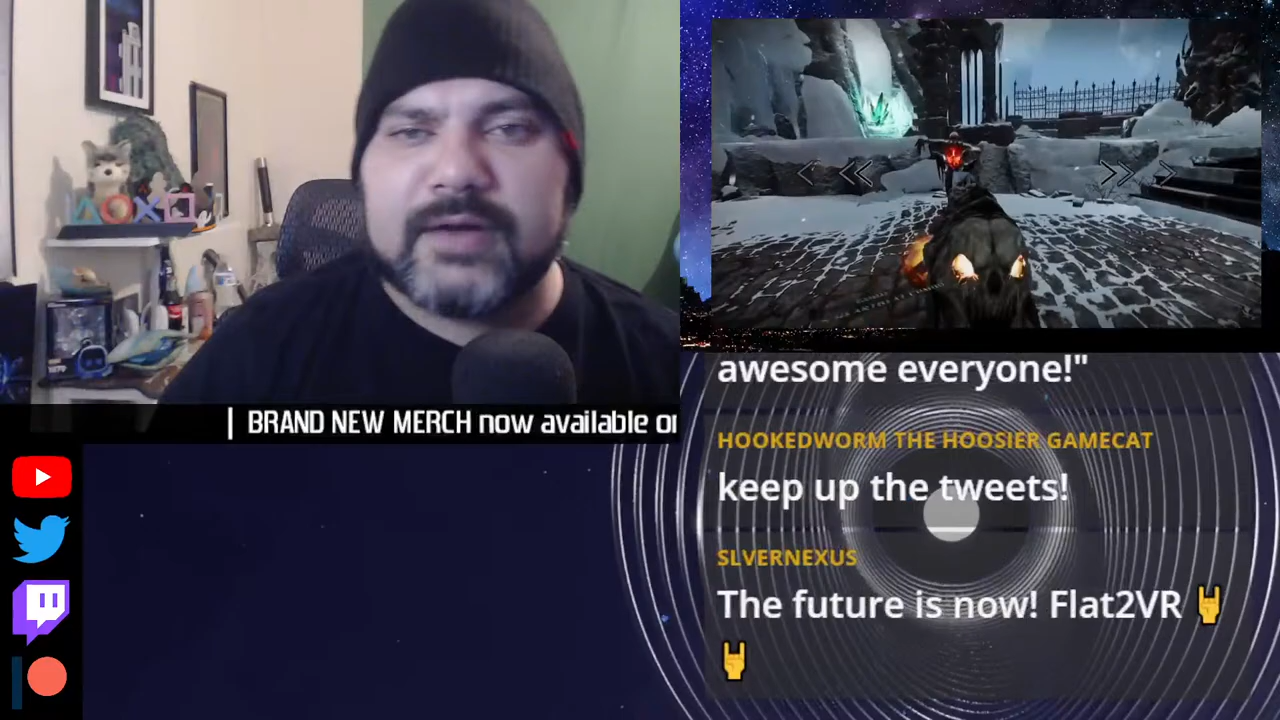 | BRAND NEW MERCH now available or
awesome everyone!"
HOOKEDWORM THE HOOSIER GAMECAT
keep up the tweets!
SLVERNEXUS
The future is now! Flat2VR 🤘
🤘